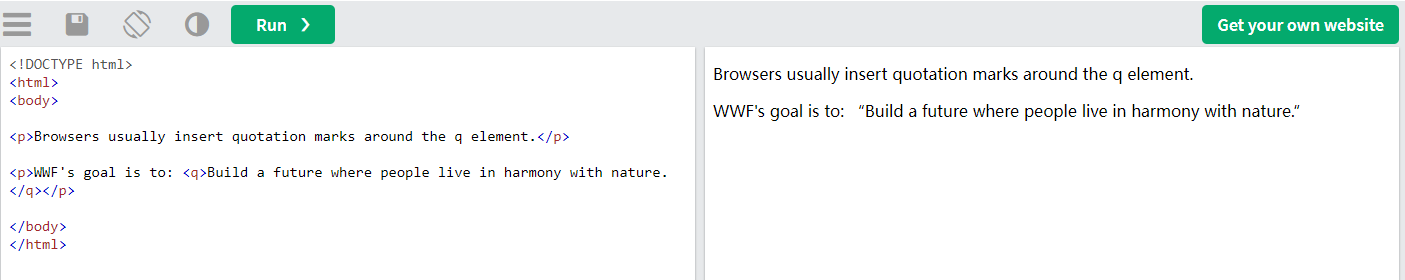 Run ❯
Get your own website
<!DOCTYPE html>
<html>
<body>
<p>Browsers usually insert quotation marks around the q element.</p>
<p>WWF's goal is to: <q>Build a future where people live in harmony with nature.
</q></p>
</body>
</html>
Browsers usually insert quotation marks around the q element.
WWF's goal is to: “Build a future where people live in harmony with nature.”